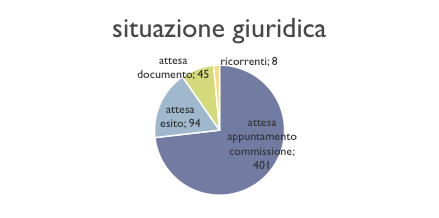 situazione giuridica
attesa
documento; 45
ricorrenti; 8
attesa
esito; 94
attesa
appuntamento
commissione;
401